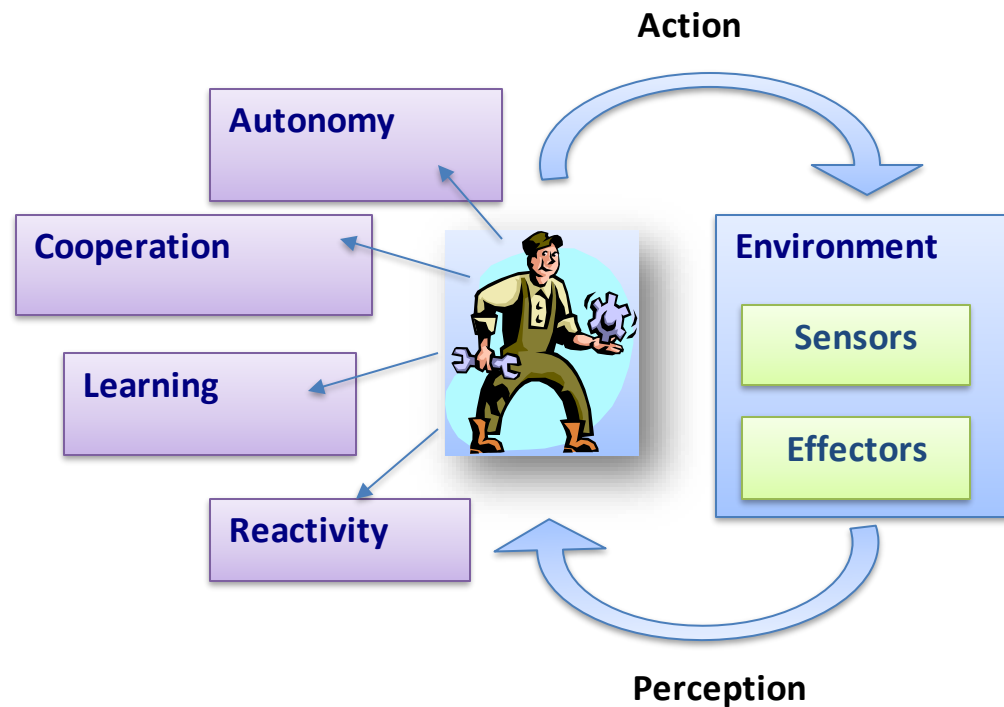 Action
Autonomy
Cooperation
Environment
Sensors
Learning
Effectors
Reactivity
Perception